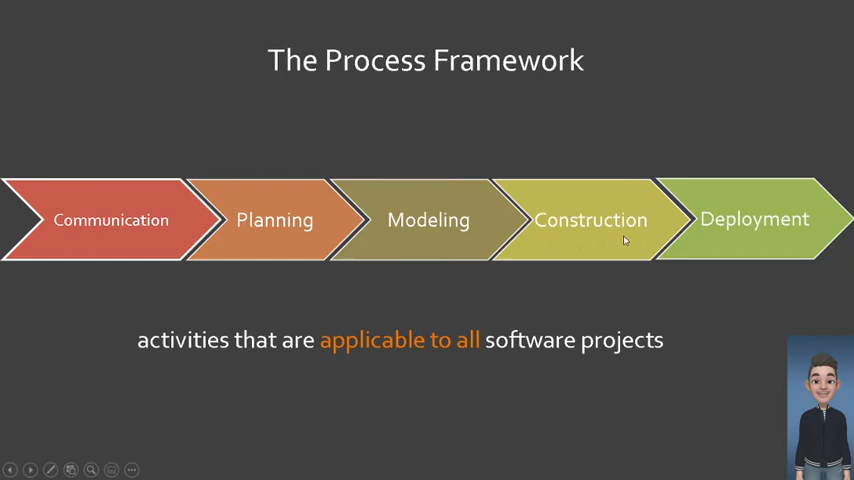 The Process Framework
Communication
Planning
Modeling
Construction
Deployment
activities that are applicable to all software projects